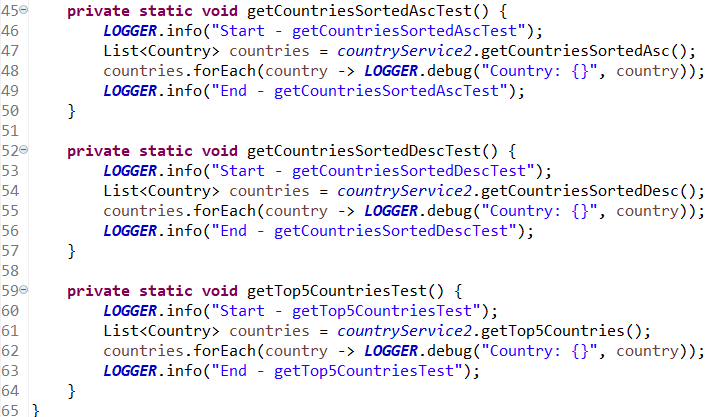 45    private static void getCountriesSortedAscTest() {
46        LOGGER.info("Start - getCountriesSortedAscTest");
47        List<Country> countries = countryService2.getCountriesSortedAsc();
48        countries.forEach(country -> LOGGER.debug("Country: {}", country));
49        LOGGER.info("End - getCountriesSortedAscTest");
50    }
51
52    private static void getCountriesSortedDescTest() {
53        LOGGER.info("Start - getCountriesSortedDescTest");
54        List<Country> countries = countryService2.getCountriesSortedDesc();
55        countries.forEach(country -> LOGGER.debug("Country: {}", country));
56        LOGGER.info("End - getCountriesSortedDescTest");
57    }
58
59    private static void getTop5CountriesTest() {
60        LOGGER.info("Start - getTop5CountriesTest");
61        List<Country> countries = countryService2.getTop5Countries();
62        countries.forEach(country -> LOGGER.debug("Country: {}", country));
63        LOGGER.info("End - getTop5CountriesTest");
64    }
65 }